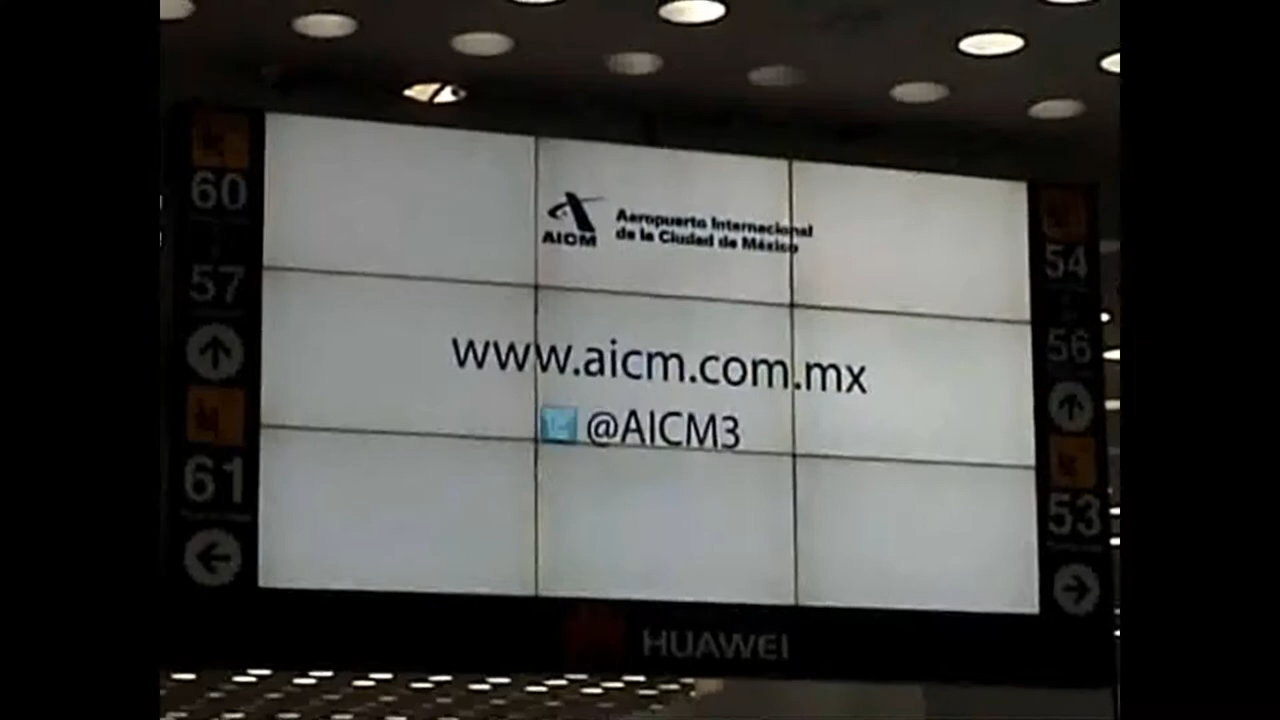 60
57
61
AICM
Aeropuerto Internacional
de la Ciudad de México
www.aicm.com.mx
@AICM3
54
56
53
HUAWEI